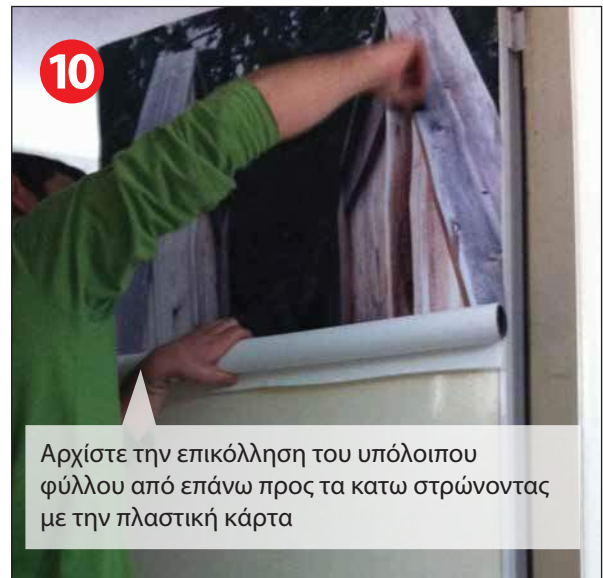 10
Αρχίστε την επικόλληση του υπόλοιπου
φύλλου από επάνω προς τα κατω στρώνοντας
με την πλαστική κάρτα